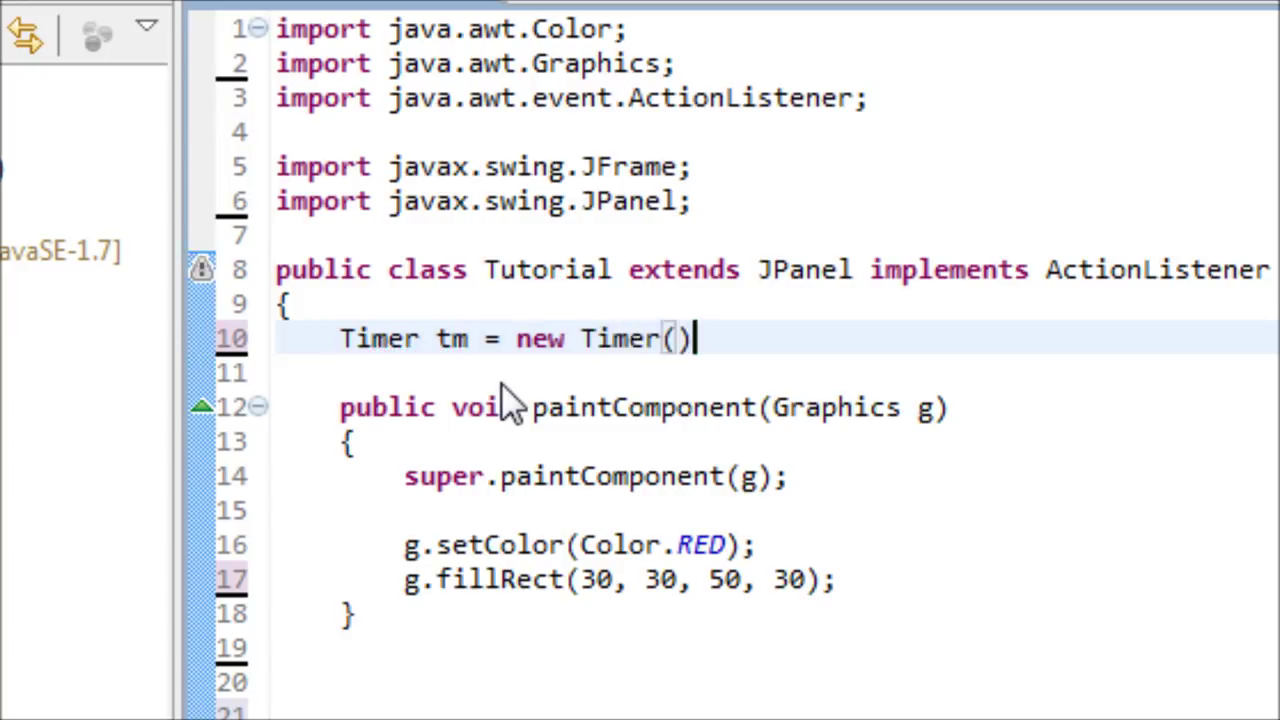 1 import java.awt.Color;
2 import java.awt.Graphics;
3 import java.awt.event.ActionListener;
4
5 import javax.swing.JFrame;
6 import javax.swing.JPanel;
7
avaSE-1.7]
8 public class Tutorial extends JPanel implements ActionListener
9 {
10 Timer tm = new Timer()
11
12 public voi paintComponent(Graphics g)
13 {
14 super.paintComponent(g);
15
16 g.setColor(Color.RED);
17 g.fillRect(30, 30, 50, 30);
18 }
19
20
21